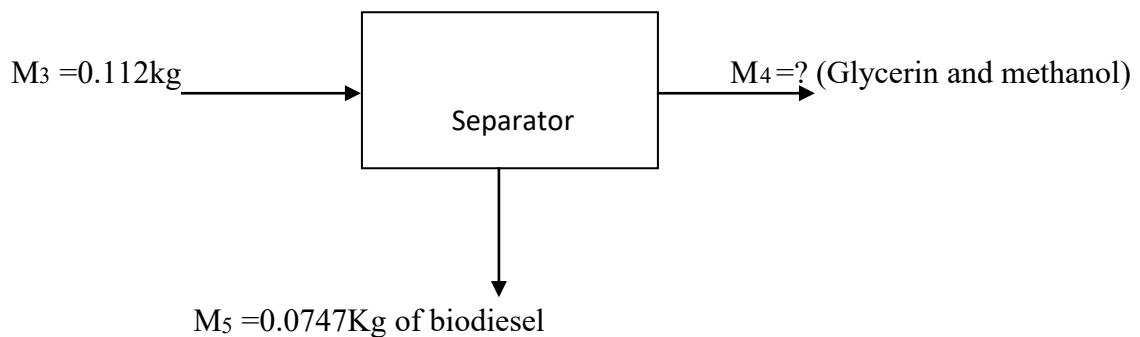 M3 =0.112kg
M4 =? (Glycerin and methanol)
Separator
M5 =0.0747Kg of biodiesel